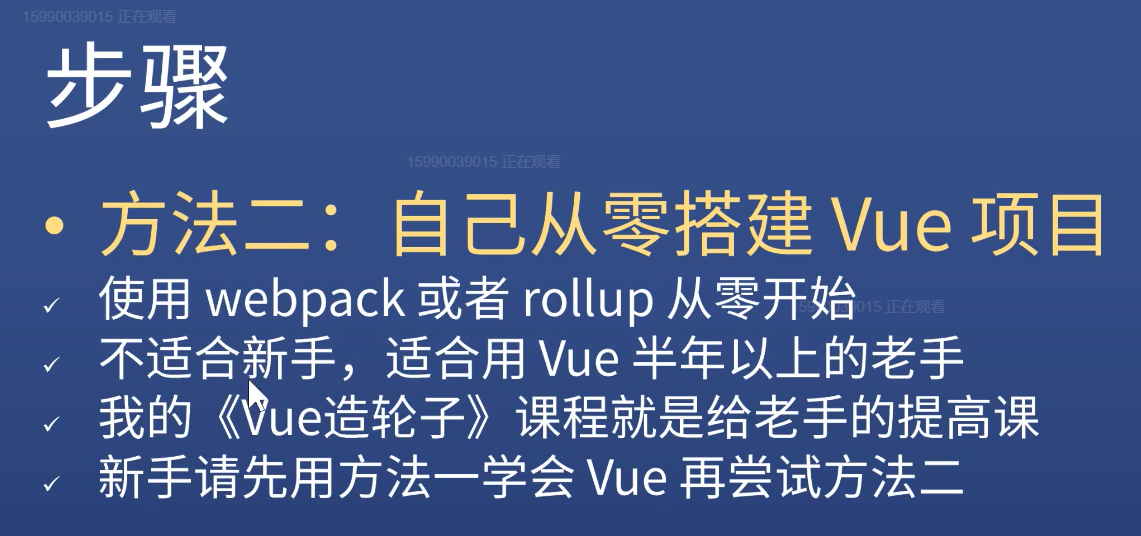 15990039015 正在观看
步骤
15990039015 正在观看
• 方法二：自己从零搭建 Vue 项目
✓ 使用 webpack 或者 rollup 从零开始
015 正在观看
✓ 不适合新手，适合用 Vue 半年以上的老手
✓ 我的《Vue造轮子》课程就是给老手的提高课
✓ 新手请先用方法一学会 Vue 再尝试方法二